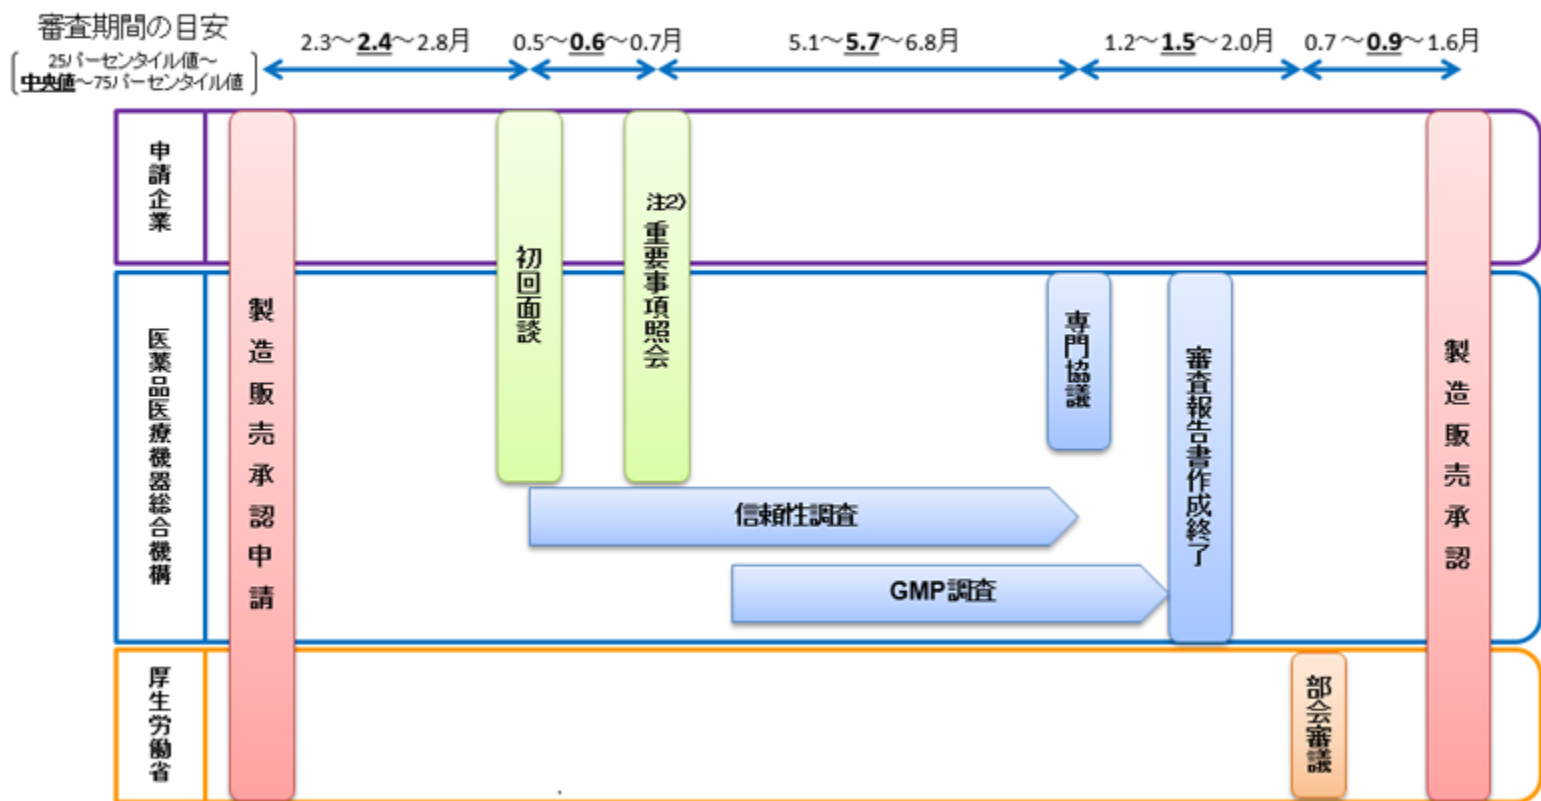 審査期間の目安
25パーセンタイル値～
中央値～75パーセンタイル値
2.3～2.4～2.8月
0.5～0.6～0.7月
5.1～5.7～6.8月
1.2～1.5～2.0月
0.7～0.9～1.6月
申請企業
医薬品医療機器総合機構
厚生労働省
製造販売承認申請
初回面談
注2)
重要事項照会
信頼性調査
GMP調査
専門協議
審査報告書作成終了
部会審議
製造販売承認